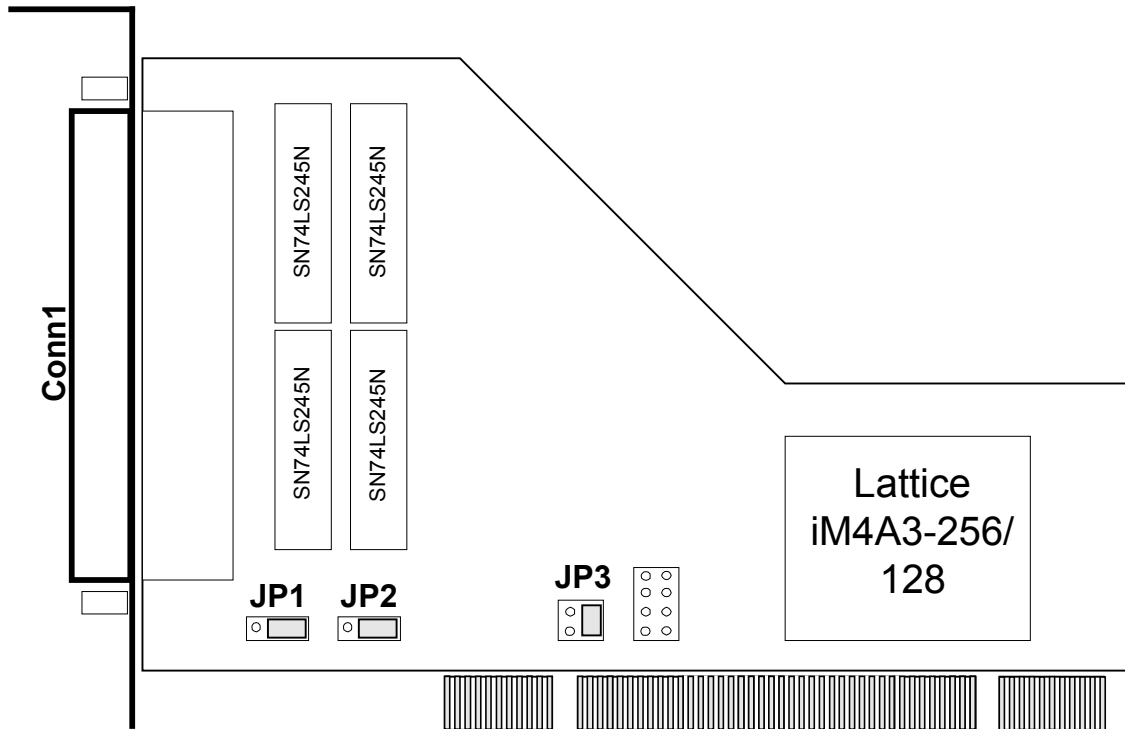 Conn1
SN74LS245N
SN74LS245N
SN74LS245N
SN74LS245N
JP1
JP2
JP3
Lattice
iM4A3-256/
128